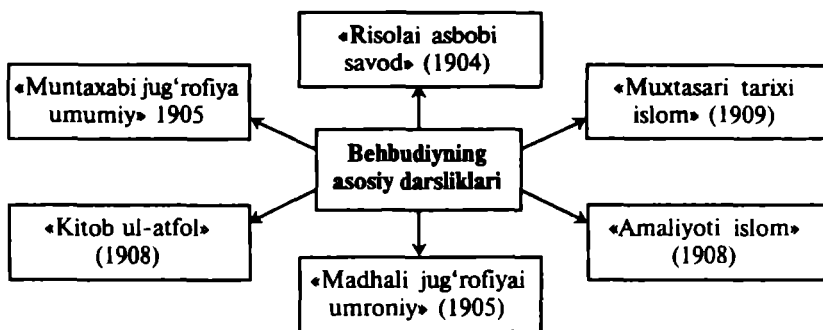 «Risolai asbobi
savod» (1904)
«Muntaxabi jug‘rofiya
umumiy» 1905
«Muxtasari tarixi
islom» (1909)
Behbudiyning
asosiy darsliklari
«Kitob ul-atfol»
(1908)
«Amaliyoti islom»
(1908)
«Madhali jug‘rofiyai
umroniy» (1905)